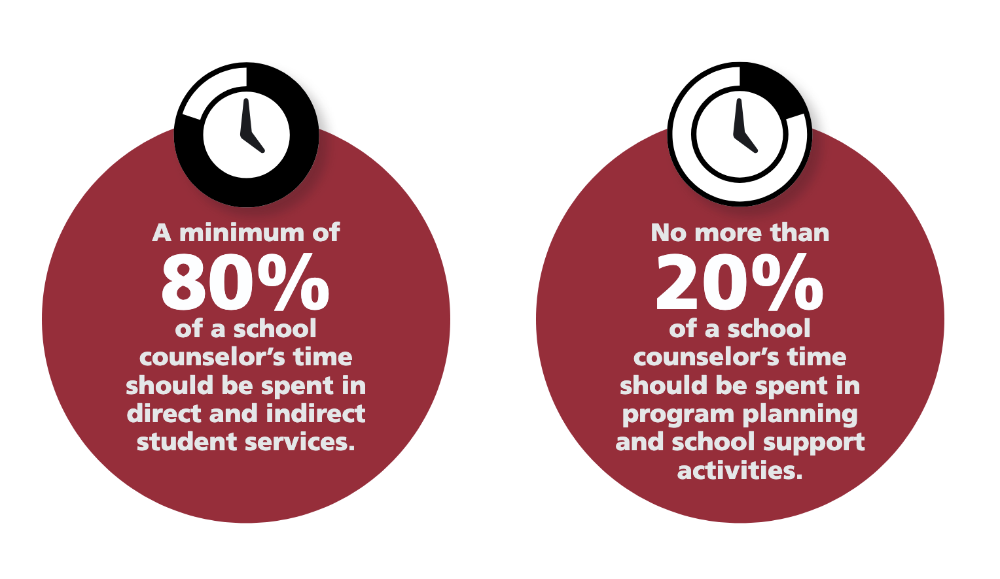 A minimum of
80%
of a school
counselor’s time
should be spent in
direct and indirect
student services.
No more than
20%
of a school
counselor’s time
should be spent in
program planning
and school support
activities.